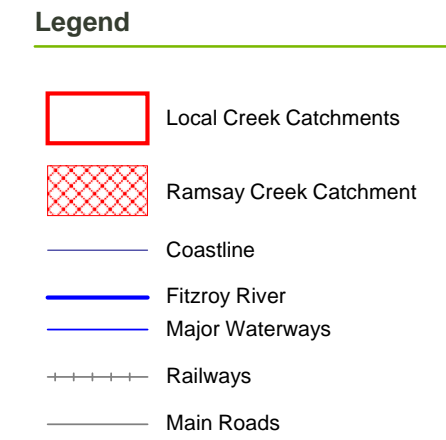 Legend
Local Creek Catchments
Ramsay Creek Catchment
Coastline
Fitzroy River
Major Waterways
Railways
Main Roads